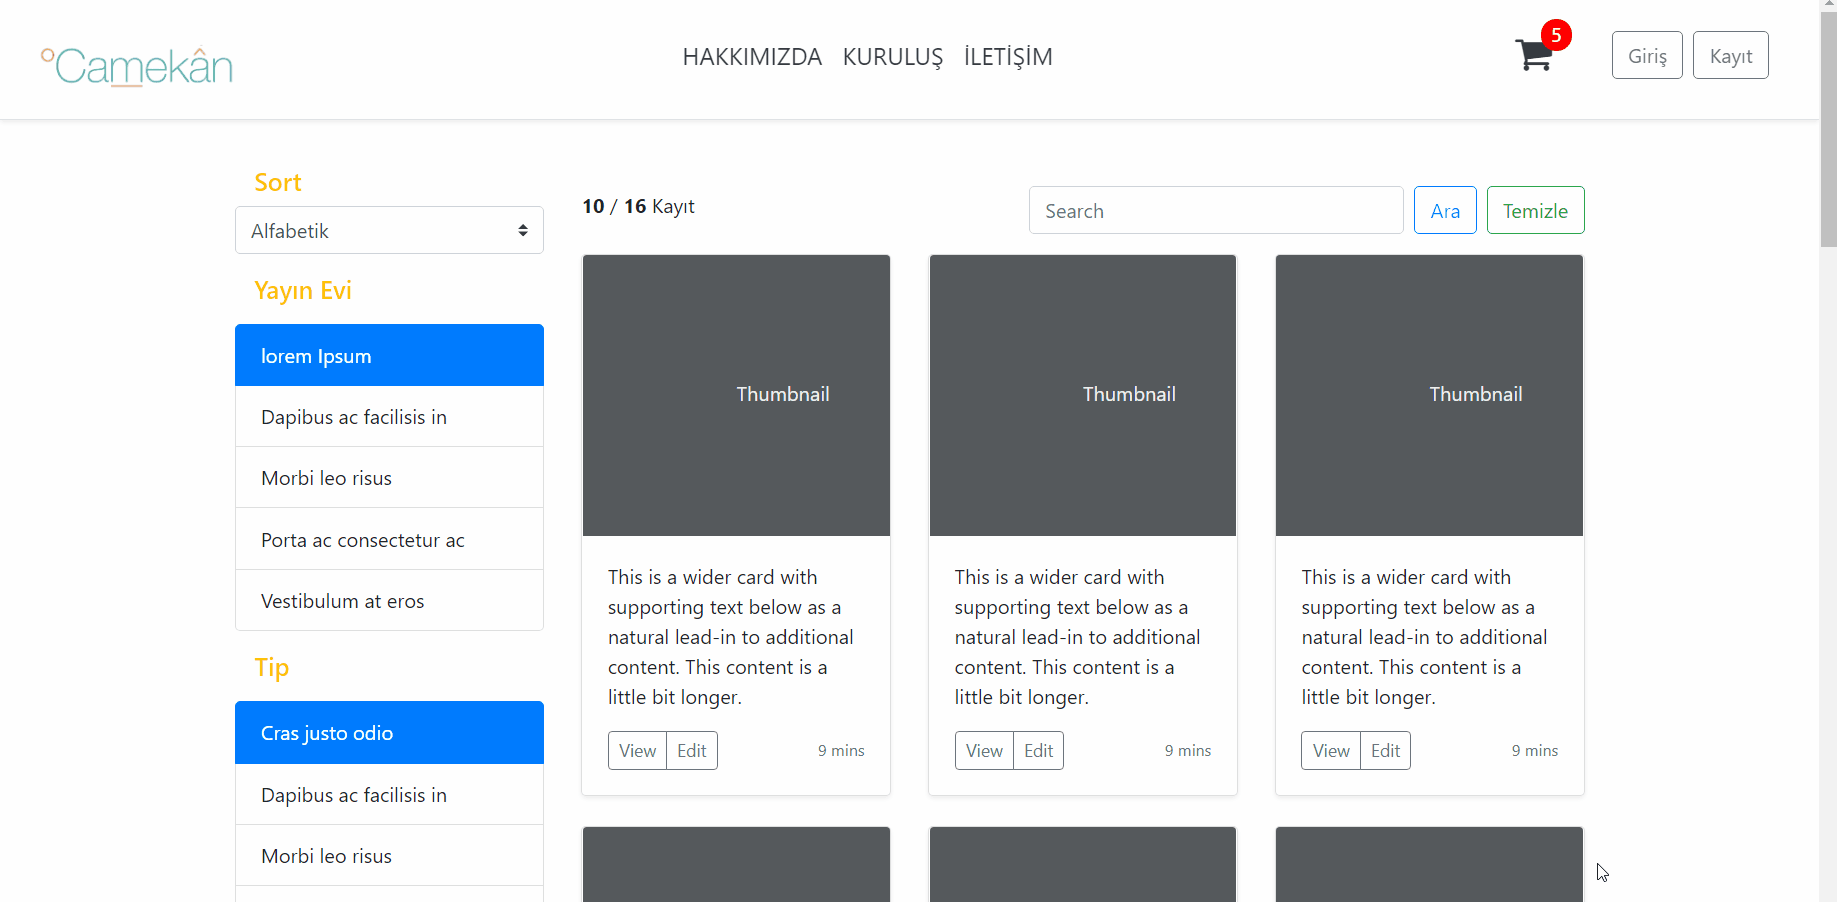 °Camekân
HAKKIMIZDA KURULUŞ İLETİŞİM
5
Giriş
Kayıt
Sort
Alfabetik
Yayın Evi
lorem Ipsum
Dapibus ac facilisis in
Morbi leo risus
Porta ac consectetur ac
Vestibulum at eros
Tip
Cras justo odio
Dapibus ac facilisis in
Morbi leo risus
10 / 16 Kayıt
Search
Ara
Temizle
Thumbnail
This is a wider card with
supporting text below as a
natural lead-in to additional
content. This content is a
little bit longer.
View Edit 9 mins
Thumbnail
This is a wider card with
supporting text below as a
natural lead-in to additional
content. This content is a
little bit longer.
View Edit 9 mins
Thumbnail
This is a wider card with
supporting text below as a
natural lead-in to additional
content. This content is a
little bit longer.
View Edit 9 mins